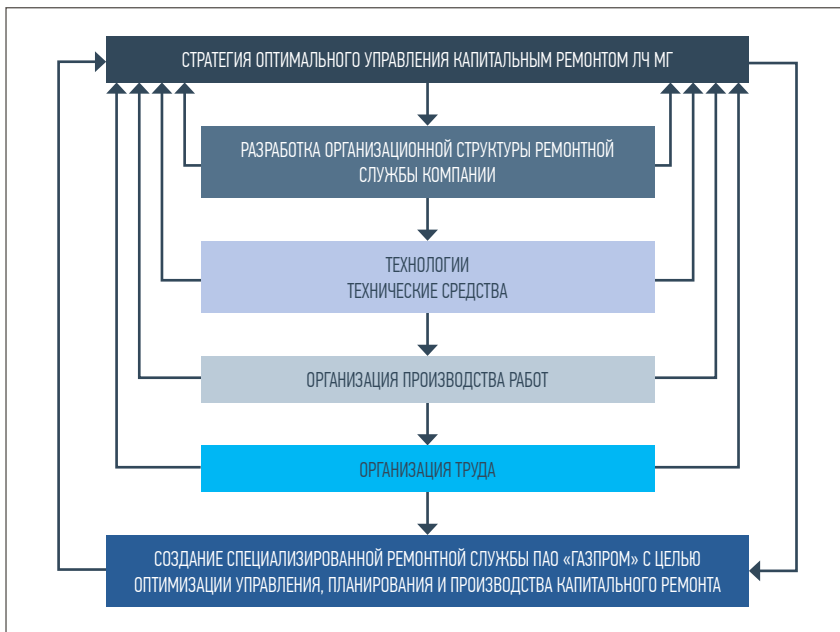 СТРАТЕГИЯ ОПТИМАЛЬНОГО УПРАВЛЕНИЯ КАПИТАЛЬНЫМ РЕМОНТОМ ЛЧ МГ
РАЗРАБОТКА ОРГАНИЗАЦИОННОЙ СТРУКТУРЫ РЕМОНТНОЙ
СЛУЖБЫ КОМПАНИИ
ТЕХНОЛОГИИ
ТЕХНИЧЕСКИЕ СРЕДСТВА
ОРГАНИЗАЦИЯ ПРОИЗВОДСТВА РАБОТ
ОРГАНИЗАЦИЯ ТРУДА
СОЗДАНИЕ СПЕЦИАЛИЗИРОВАННОЙ РЕМОНТНОЙ СЛУЖБЫ ПАО «ГАЗПРОМ» С ЦЕЛЬЮ
ОПТИМИЗАЦИИ УПРАВЛЕНИЯ, ПЛАНИРОВАНИЯ И ПРОИЗВОДСТВА КАПИТАЛЬНОГО РЕМОНТА